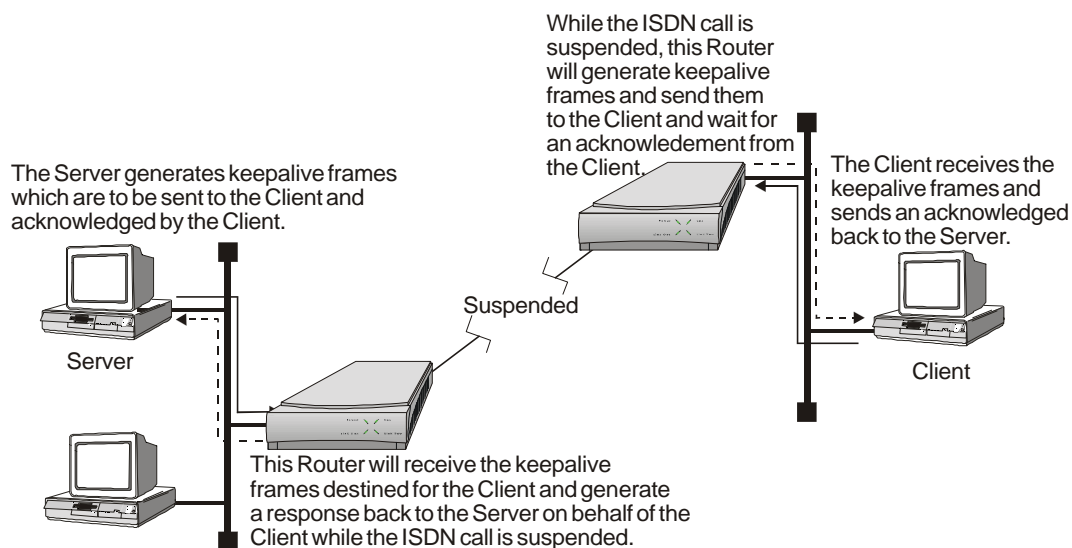 While the ISDN call is
suspended, this Router
will generate keepalive
frames and send them
to the Client and wait for
an acknowledement from
the Client.
The Server generates keepalive frames
which are to be sent to the Client and
acknowledged by the Client.
The Client receives the
keepalive frames and
sends an acknowledged
back to the Server.
Suspended
Server
Client
This Router will receive the keepalive
frames destined for the Client and generate
a response back to the Server on behalf of the
Client while the ISDN call is suspended.